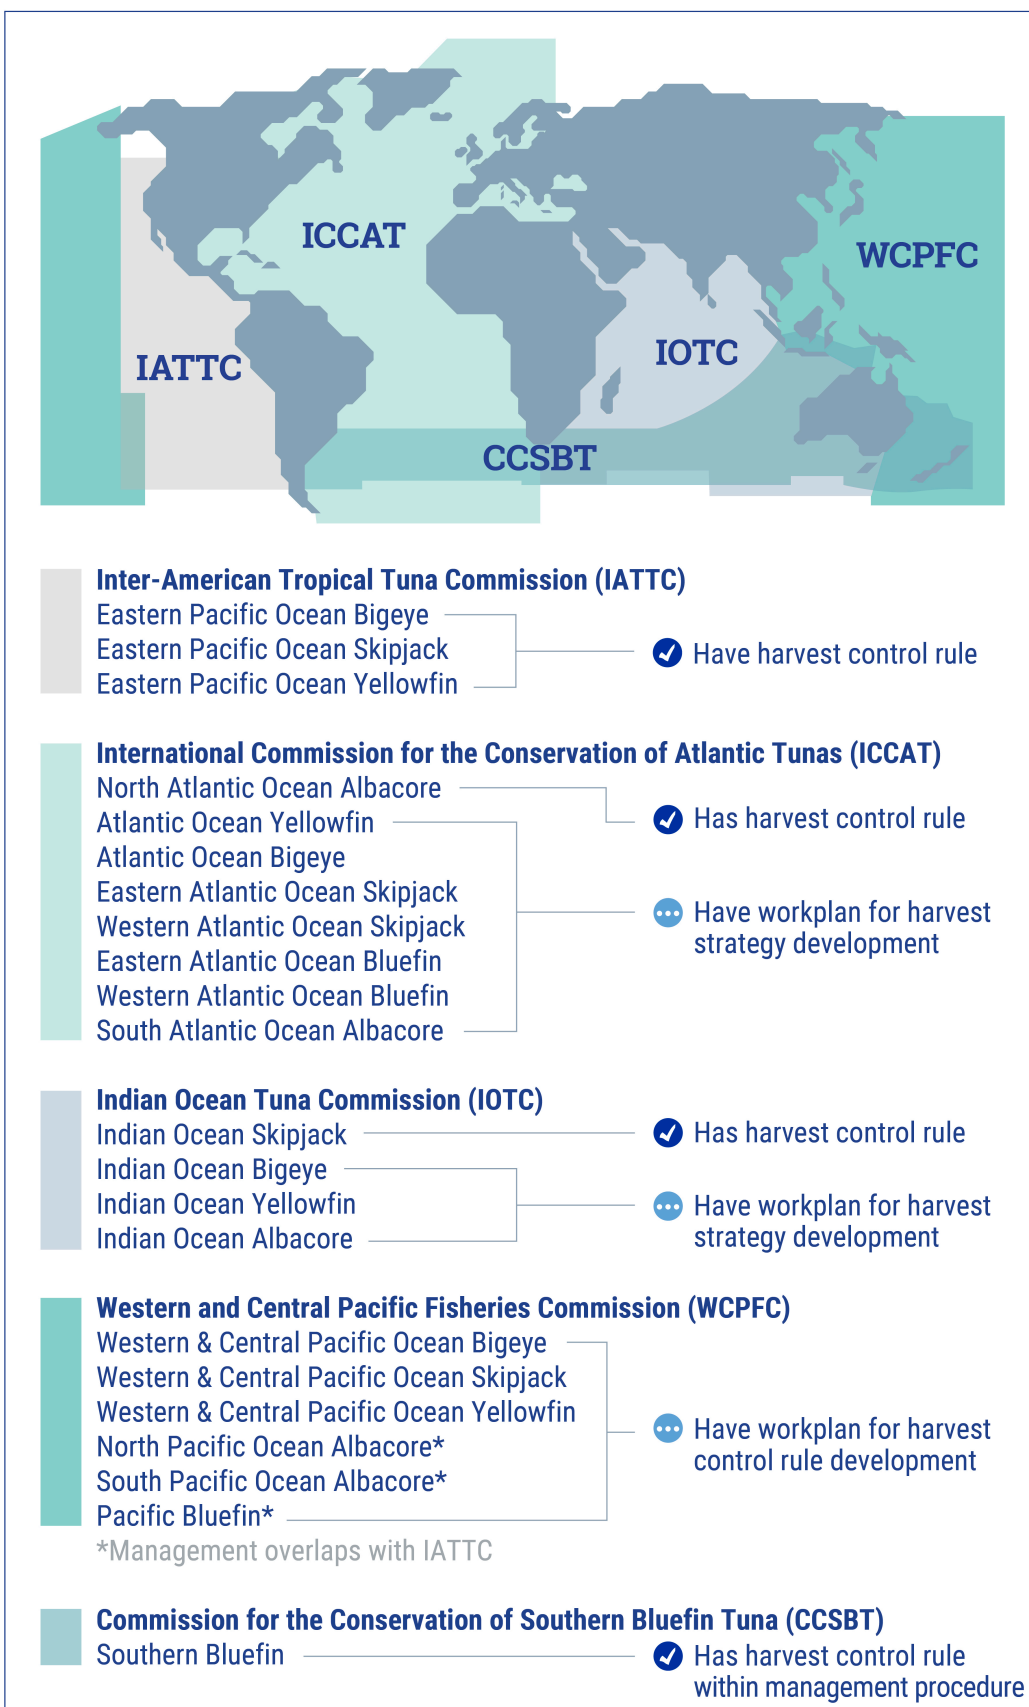 ICCAT
WCPFC
IATTC
IOTC
CCSBT
Inter-American Tropical Tuna Commission (IATTC)
Eastern Pacific Ocean Bigeye
Eastern Pacific Ocean Skipjack
Eastern Pacific Ocean Yellowfin
Have harvest control rule
International Commission for the Conservation of Atlantic Tunas (ICCAT)
North Atlantic Ocean Albacore
Atlantic Ocean Yellowfin
Atlantic Ocean Bigeye
Eastern Atlantic Ocean Skipjack
Western Atlantic Ocean Skipjack
Eastern Atlantic Ocean Bluefin
Western Atlantic Ocean Bluefin
South Atlantic Ocean Albacore
Has harvest control rule
Have workplan for harvest
strategy development
Indian Ocean Tuna Commission (IOTC)
Indian Ocean Skipjack
Indian Ocean Bigeye
Indian Ocean Yellowfin
Indian Ocean Albacore
Has harvest control rule
Have workplan for harvest
strategy development
Western and Central Pacific Fisheries Commission (WCPFC)
Western & Central Pacific Ocean Bigeye
Western & Central Pacific Ocean Skipjack
Western & Central Pacific Ocean Yellowfin
North Pacific Ocean Albacore*
South Pacific Ocean Albacore*
Pacific Bluefin*
*Management overlaps with IATTC
Have workplan for harvest
control rule development
Commission for the Conservation of Southern Bluefin Tuna (CCSBT)
Southern Bluefin
Has harvest control rule
within management procedure